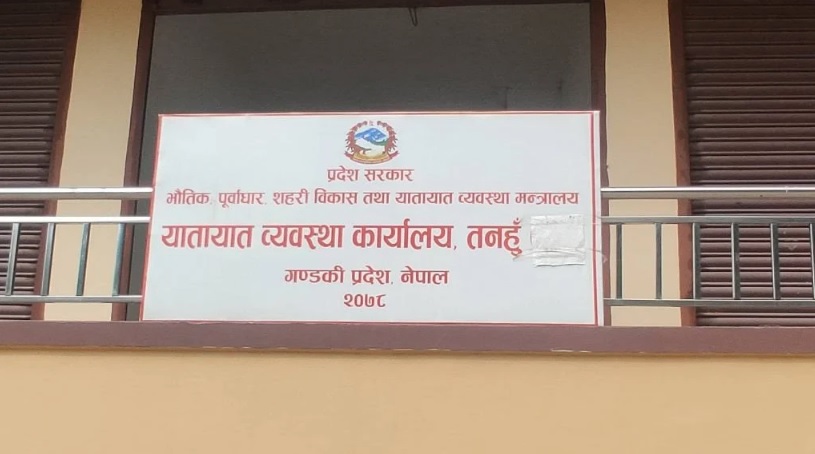 प्रदेश सरकार
भौतिक, पूर्वाधार, शहरी विकास तथा यातायात व्यवस्था मन्त्रालय
यातायात व्यवस्था कार्यालय, तनहुँ
गण्डकी प्रदेश, नेपाल
२०७८